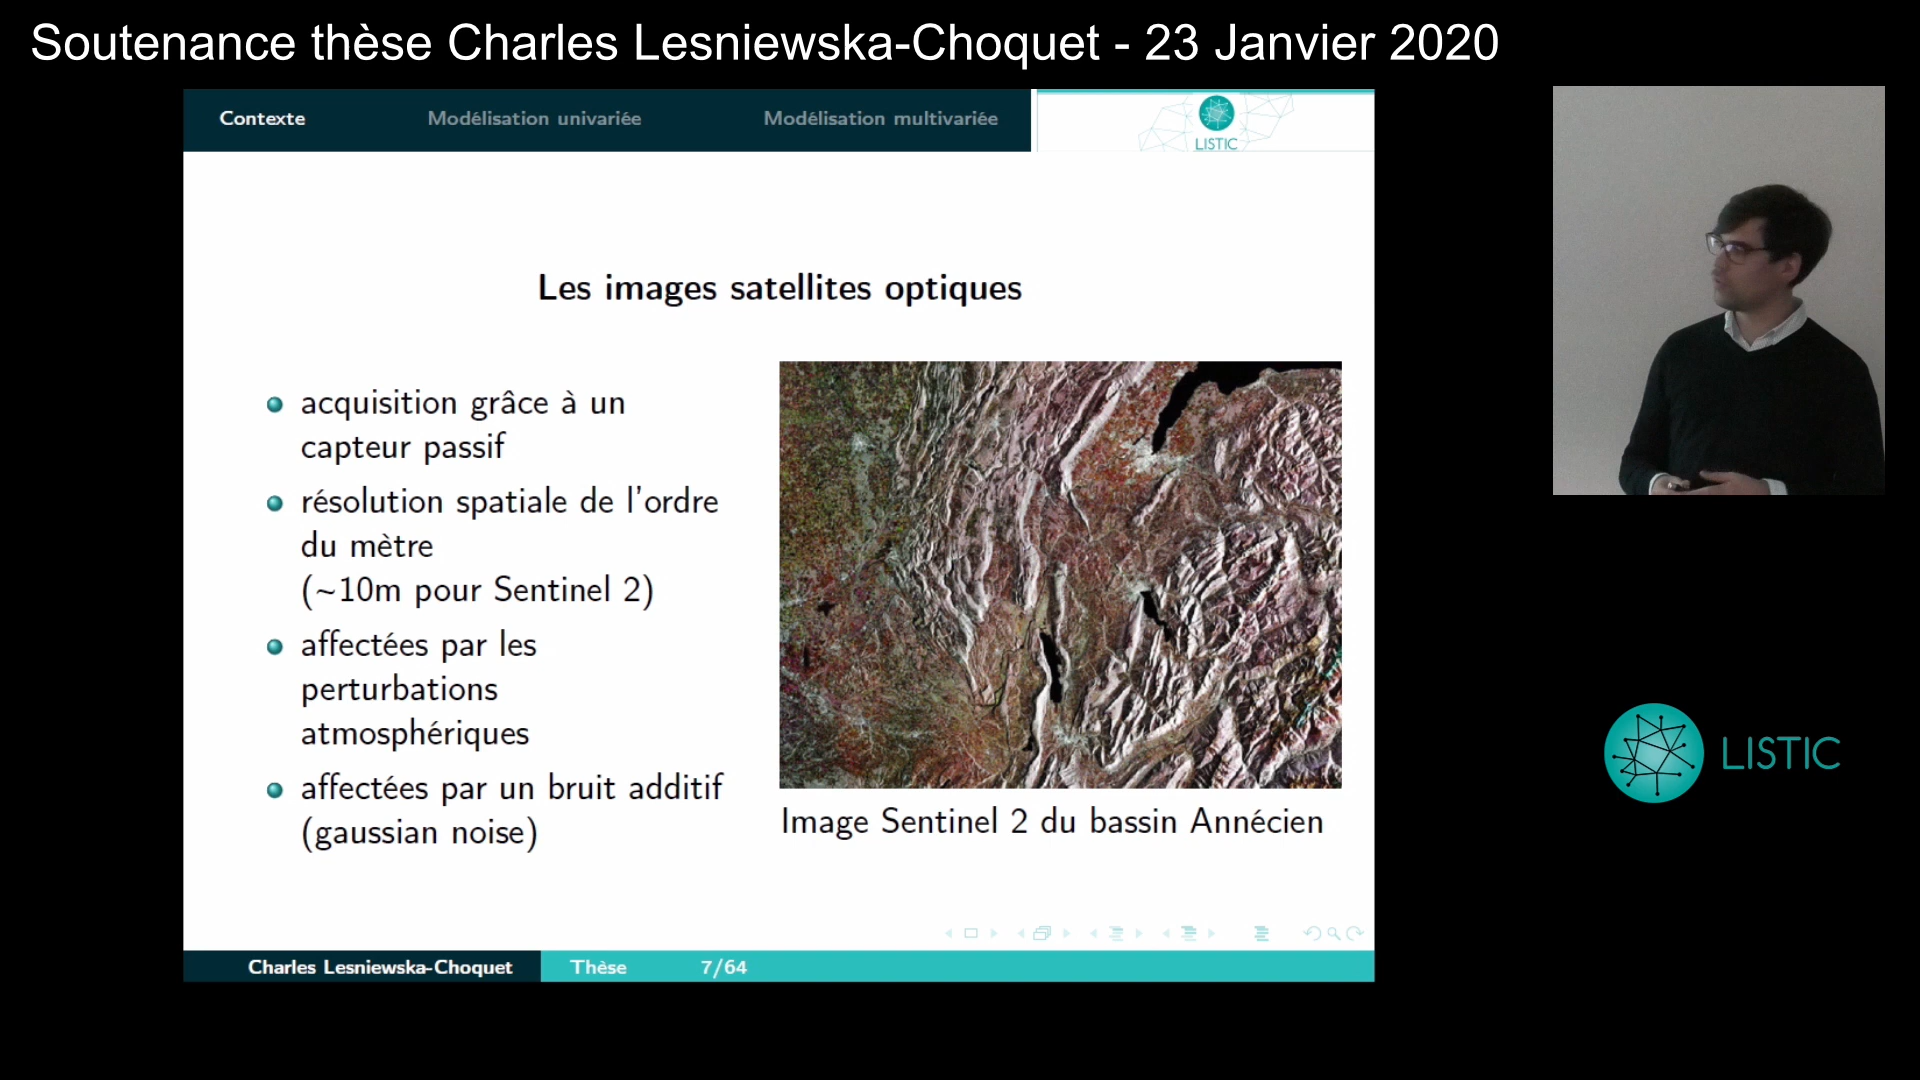 Soutenance thèse Charles Lesniewska-Choquet - 23 Janvier 2020
Contexte Modélisation univariée Modélisation multivariée
LISTIC
Les images satellites optiques
acquisition grâce à un
capteur passif
résolution spatiale de l'ordre
du mètre
(~10m pour Sentinel 2)
affectées par les
perturbations
atmosphériques
affectées par un bruit additif
(gaussian noise)
Image Sentinel 2 du bassin Annécien
LISTIC
Charles Lesniewska-Choquet Thèse 7/64